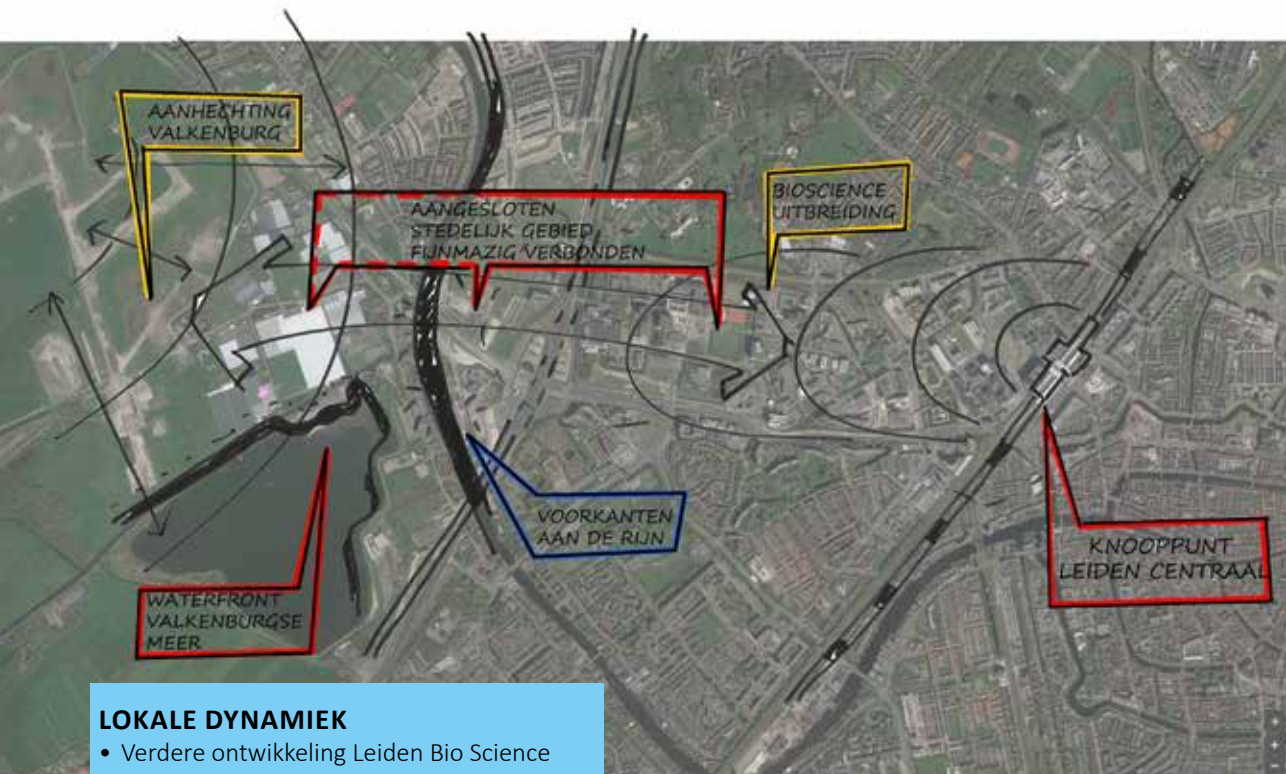 AANHECHTING
VALKENBURG
AANGESLOTEN
STEDELIJK GEBIED
FIJNMAZIG VERBONDEN
BIOSCIENCE
UITBREIDING
VOORKANTEN
AAN DE RIJN
KNOOPPUNT
LEIDEN CENTRAAL
WATERFRONT
VALKENBURGSE
MEER
LOKALE DYNAMIEK
• Verdere ontwikkeling Leiden Bio Science